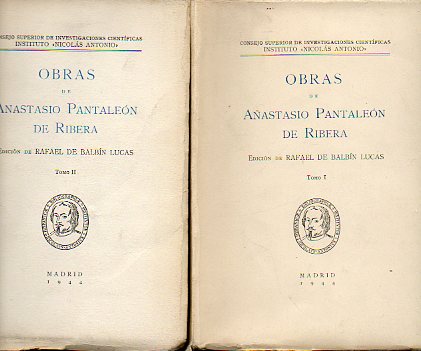 NSEJO SUPERIOR DE INVESTIGACIONES CIENTÍFICAS
INSTITUTO «NICOLÁS ANTONIO»
OBRAS
DE
ANASTASIO PANTALEÓN
DE RIBERA
EDICIÓN DE RAFAEL DE BALBÍN LUCAS
TOMO II
MADRID
1944
CONSEJO SUPERIOR DE INVESTIGACIONES CIENTÍFICAS
INSTITUTO «NICOLÁS ANTONIO»
OBRAS
DE
ANASTASIO PANTALEÓN
DE RIBERA
EDICIÓN DE RAFAEL DE BALBÍN LUCAS
TOMO I
MADRID
1944